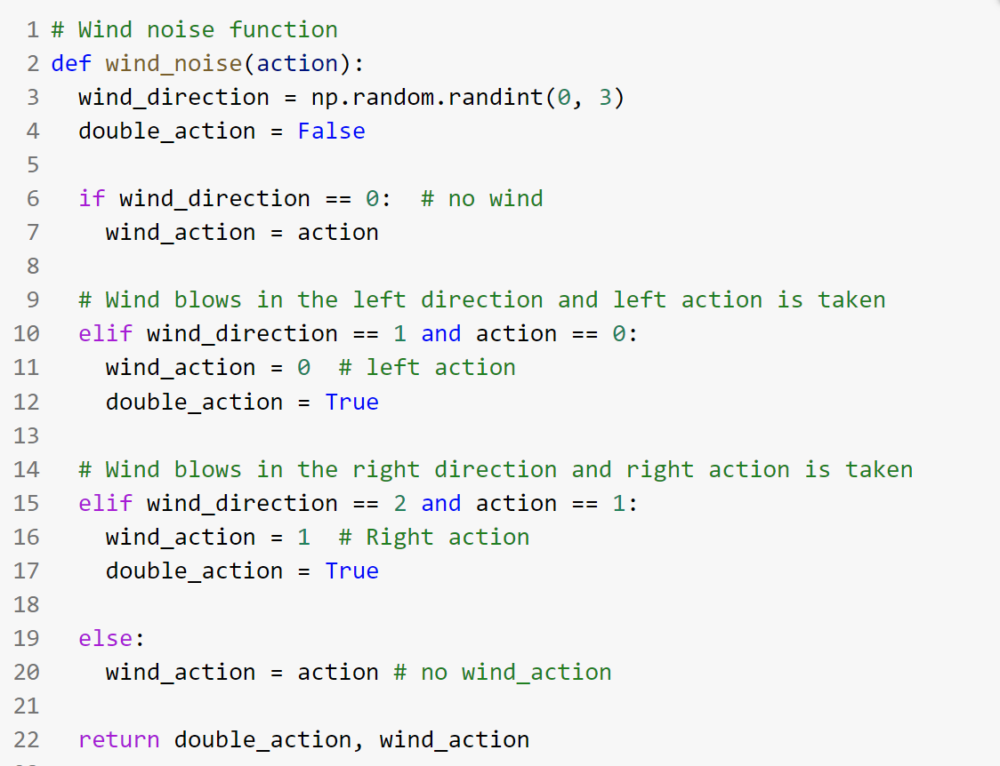 1 # Wind noise function
2 def wind_noise(action):
3   wind_direction = np.random.randint(0, 3)
4   double_action = False
5
6   if wind_direction == 0:  # no wind
7     wind_action = action
8
9   # Wind blows in the left direction and left action is taken
10   elif wind_direction == 1 and action == 0:
11     wind_action = 0  # left action
12     double_action = True
13
14   # Wind blows in the right direction and right action is taken
15   elif wind_direction == 2 and action == 1:
16     wind_action = 1  # Right action
17     double_action = True
18
19   else:
20     wind_action = action # no wind_action
21
22   return double_action, wind_action